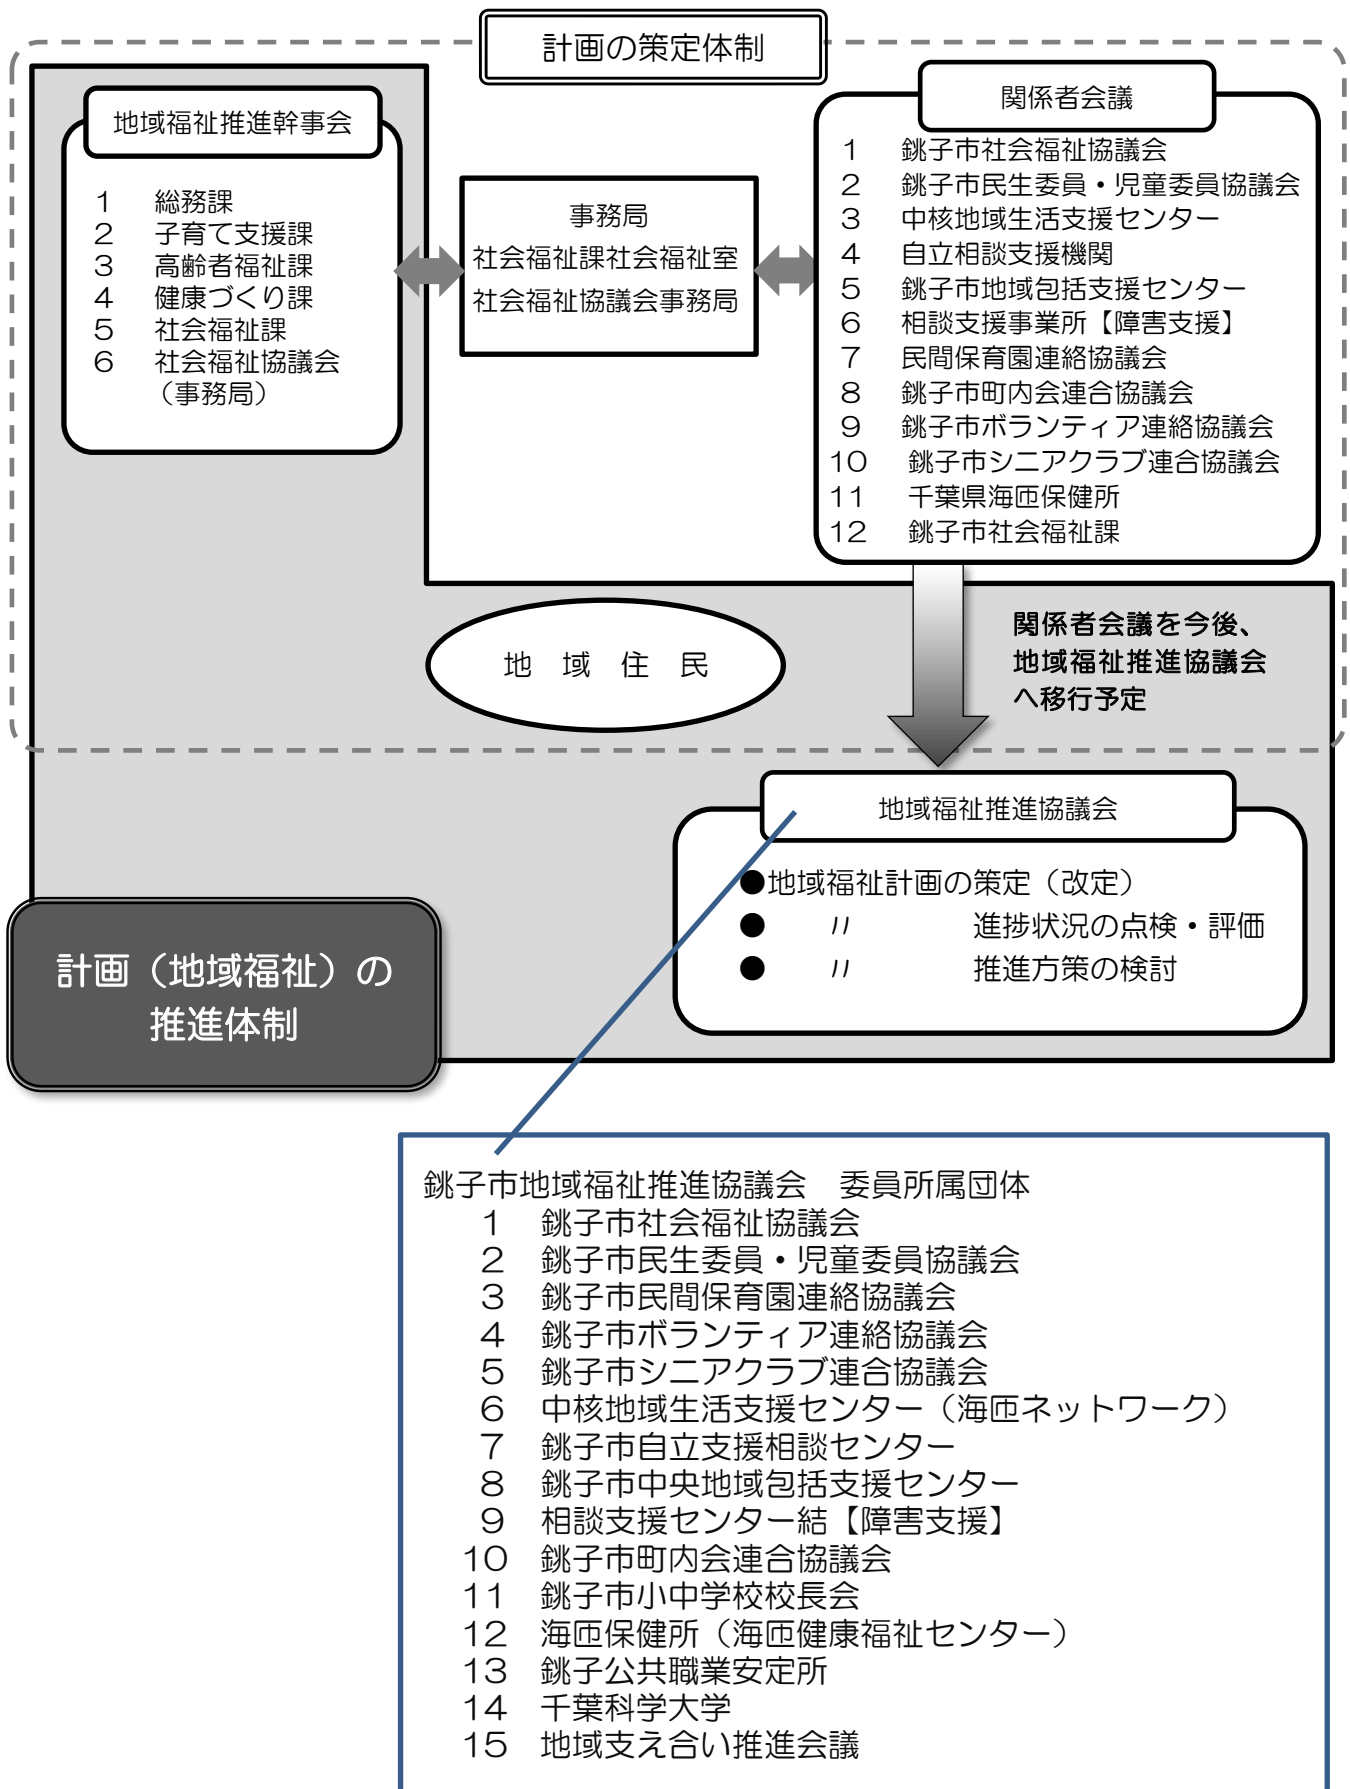 計画の策定体制
地域福祉推進幹事会
1 総務課
2 子育て支援課
3 高齢者福祉課
4 健康づくり課
5 社会福祉課
6 社会福祉協議会
（事務局）
事務局
社会福祉課社会福祉室
社会福祉協議会事務局
関係者会議
1 銚子市社会福祉協議会
2 銚子市民生委員・児童委員協議会
3 中核地域生活支援センター
4 自立相談支援機関
5 銚子市地域包括支援センター
6 相談支援事業所【障害支援】
7 民間保育園連絡協議会
8 銚子市町内会連合協議会
9 銚子市ボランティア連絡協議会
10 銚子市シニアクラブ連合協議会
11 千葉県海匝保健所
12 銚子市社会福祉課
地 域 住 民
関係者会議を今後、
地域福祉推進協議会
へ移行予定
地域福祉推進協議会
●地域福祉計画の策定（改定）
● 〃 進捗状況の点検・評価
● 〃 推進方策の検討
計画（地域福祉）の
推進体制
銚子市地域福祉推進協議会 委員所属団体
1 銚子市社会福祉協議会
2 銚子市民生委員・児童委員協議会
3 銚子市民間保育園連絡協議会
4 銚子市ボランティア連絡協議会
5 銚子市シニアクラブ連合協議会
6 中核地域生活支援センター（海匝ネットワーク）
7 銚子市自立支援相談センター
8 銚子市中央地域包括支援センター
9 相談支援センター結【障害支援】
10 銚子市町内会連合協議会
11 銚子市小中学校校長会
12 海匝保健所（海匝健康福祉センター）
13 銚子公共職業安定所
14 千葉科学大学
15 地域支え合い推進会議